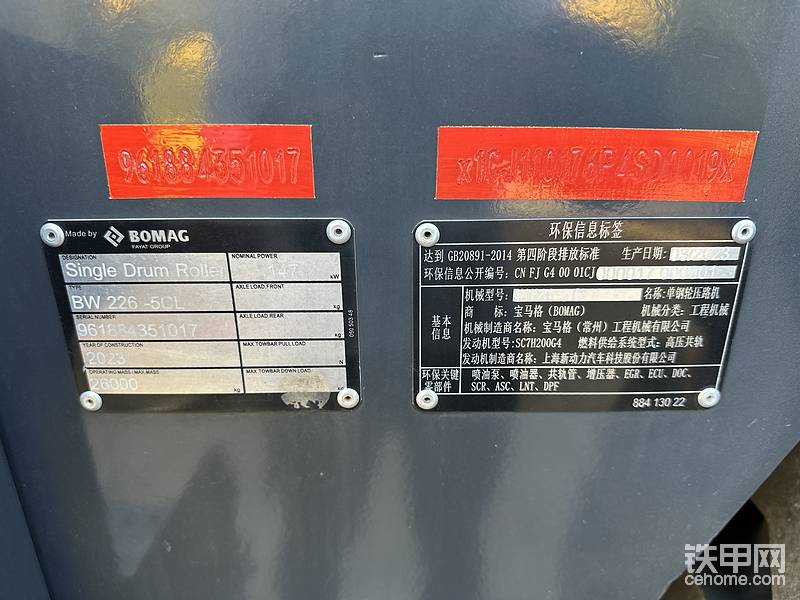 961884351017
Made by BOMAG
FAYAT GROUP
DESIGNATION
Single Drum Roller
NOMINAL POWER
147 kW
TYPE
BW 226 -5CL
AXLE LOAD, FRONT
kg
SERIAL NUMBER
961884351017
AXLE LOAD, REAR
kg
YEAR OF CONSTRUCTION
2023
MAX. TOWBAR PULL LOAD
N
OPERATING MASS / MAX. MASS
26000 kg
MAX. TOWBAR DOWN LOAD
kg
环保信息标签
达到 GB20891-2014 第四阶段排放标准 生产日期:
环保信息公开编号: CN FJ G4 00 01CJ
基本信息
机械型号: 名称:单钢轮压路机
商 标: 宝马格 (BOMAG) 机械分类: 工程机械
机械制造商名称: 宝马格 (常州) 工程机械有限公司
发动机型号: SC7H200G4 燃料供给系统型式: 高压共轨
发动机制造商名称: 上海新动力汽车科技股份有限公司
环保关键零部件
喷油泵、喷油器、共轨管、增压器、EGR、ECU、DOC、
SCR、ASC、LNT、DPF
884 130 22
铁甲网
cehome.com